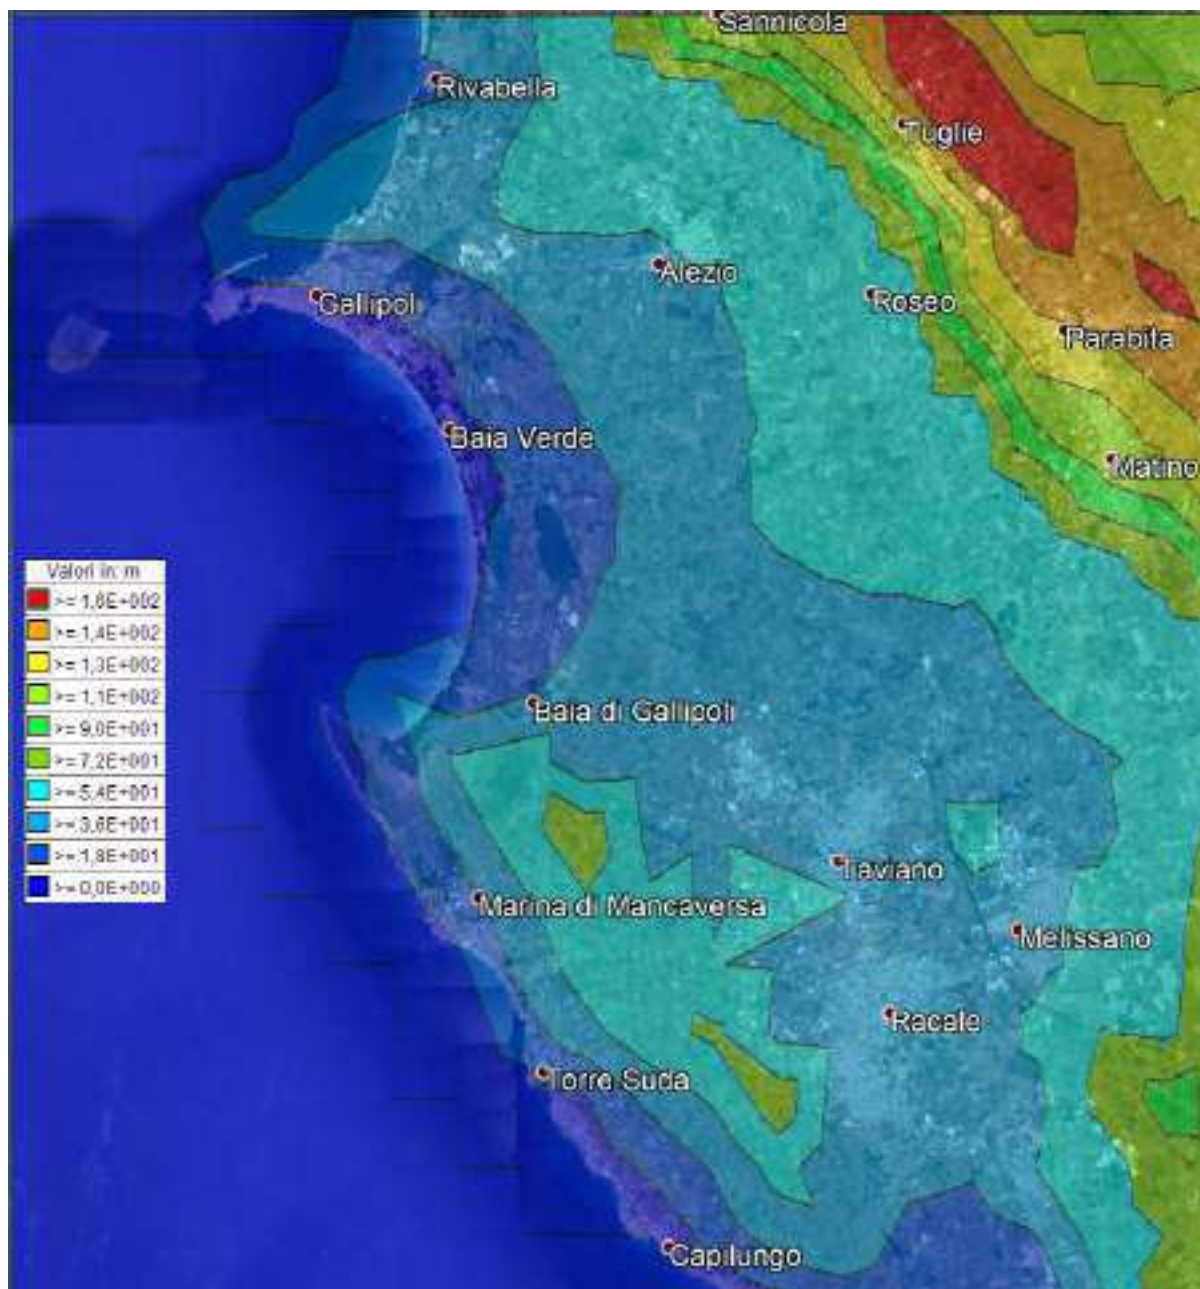 Sannicola
Rivabella
Tuglie
Alezio
Gallipol
Roseo
Parabita
Baia Verde
Matino
Valori in: m
>= 1,6E+002
>= 1,4E+002
>= 1,3E+002
>= 1,1E+002
>= 9,0E+001
>= 7,2E+001
>= 5,4E+001
>= 3,6E+001
>= 1,8E+001
>= 0,0E+000
Baia di Gallipoli
Taviano
Marina di Mancaversa
Melissano
Racale
Torre Suda
Capilungo